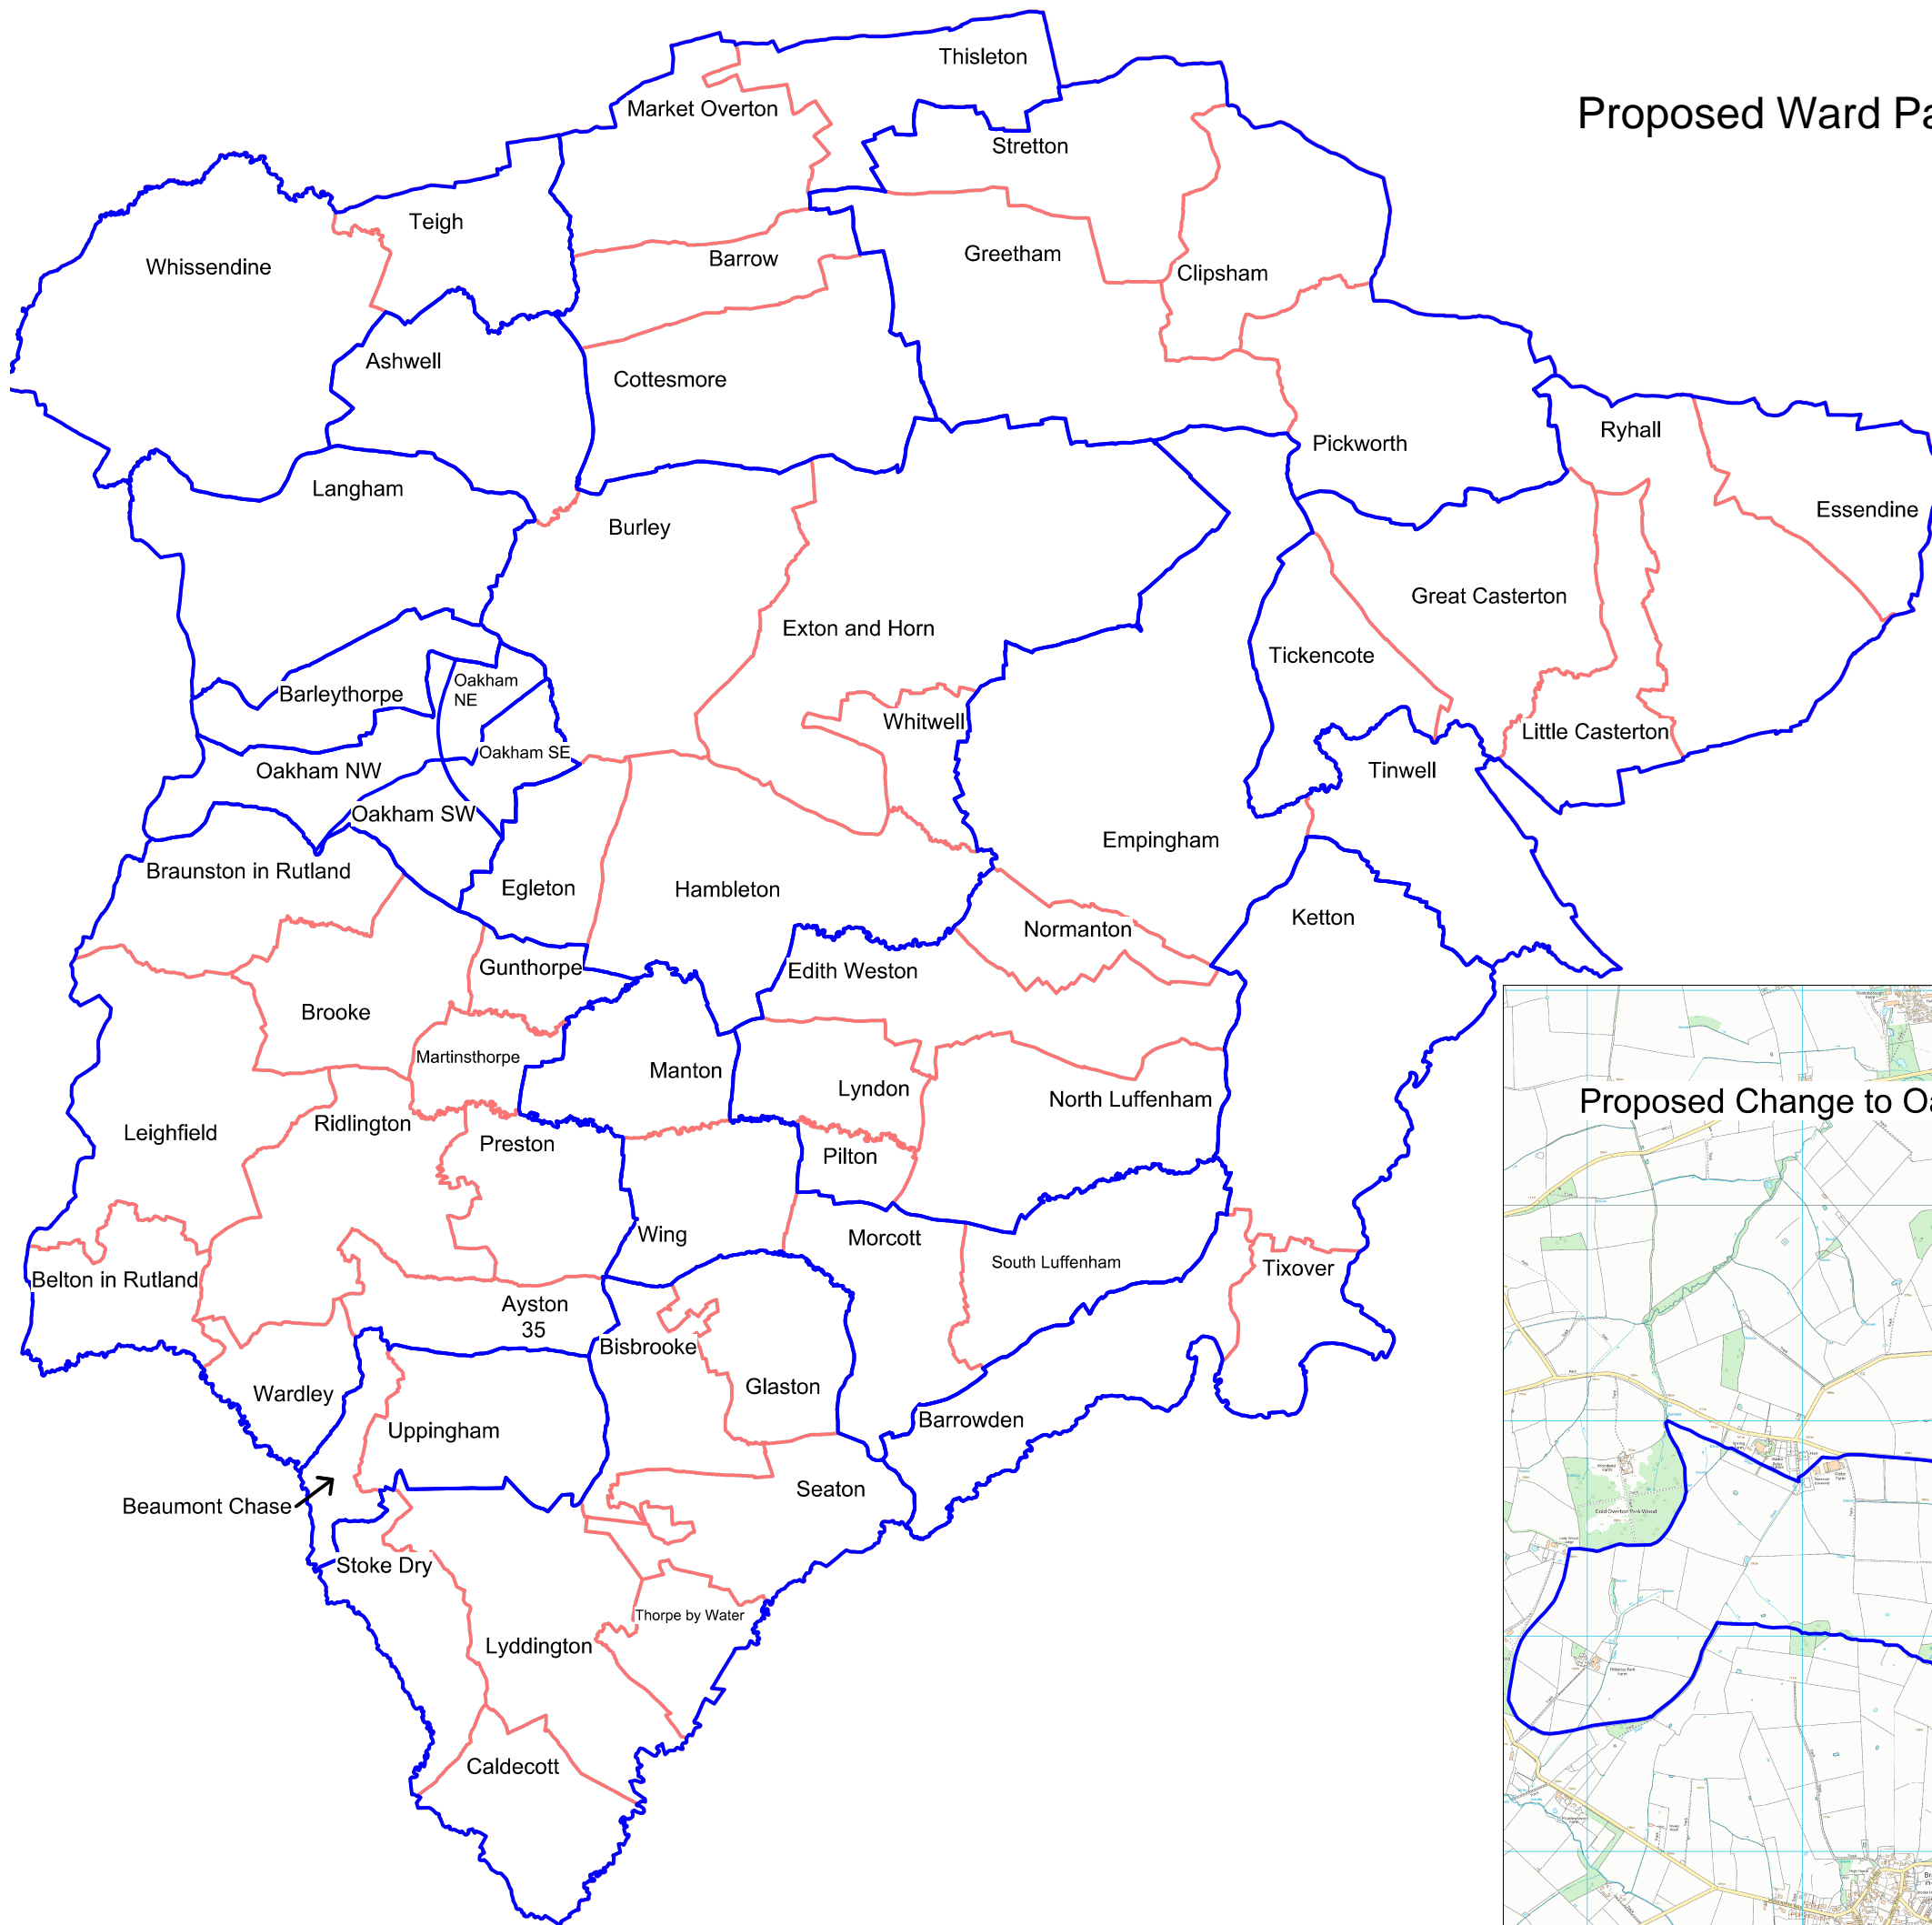 Thisleton
Market Overton
Proposed Ward Pa
Stretton
Teigh
Greetham
Barrow
Whissendine
Clipsham
Ashwell
Cottesmore
Ryhall
Pickworth
Langham
Essendine
Burley
Great Casterton
Exton and Horn
Tickencote
Oakham
NE
Barleythorpe
Whitwell
Little Casterton
Oakham SE
Oakham NW
Tinwell
Oakham SW
Empingham
Braunston in Rutland
Egleton
Hambleton
Ketton
Normanton
Gunthorpe
Edith Weston
Brooke
Martinsthorpe
Manton
Lyndon
North Luffenham
Proposed Change to Oa
Ridlington
Leighfield
Preston
Pilton
Wing
Morcott
South Luffenham
Tixover
Belton in Rutland
Ayston
35
Bisbrooke
Glaston
Wardley
Barrowden
Uppingham
Seaton
Beaumont Chase
Stoke Dry
Thorpe by Water
Lyddington
Caldecott